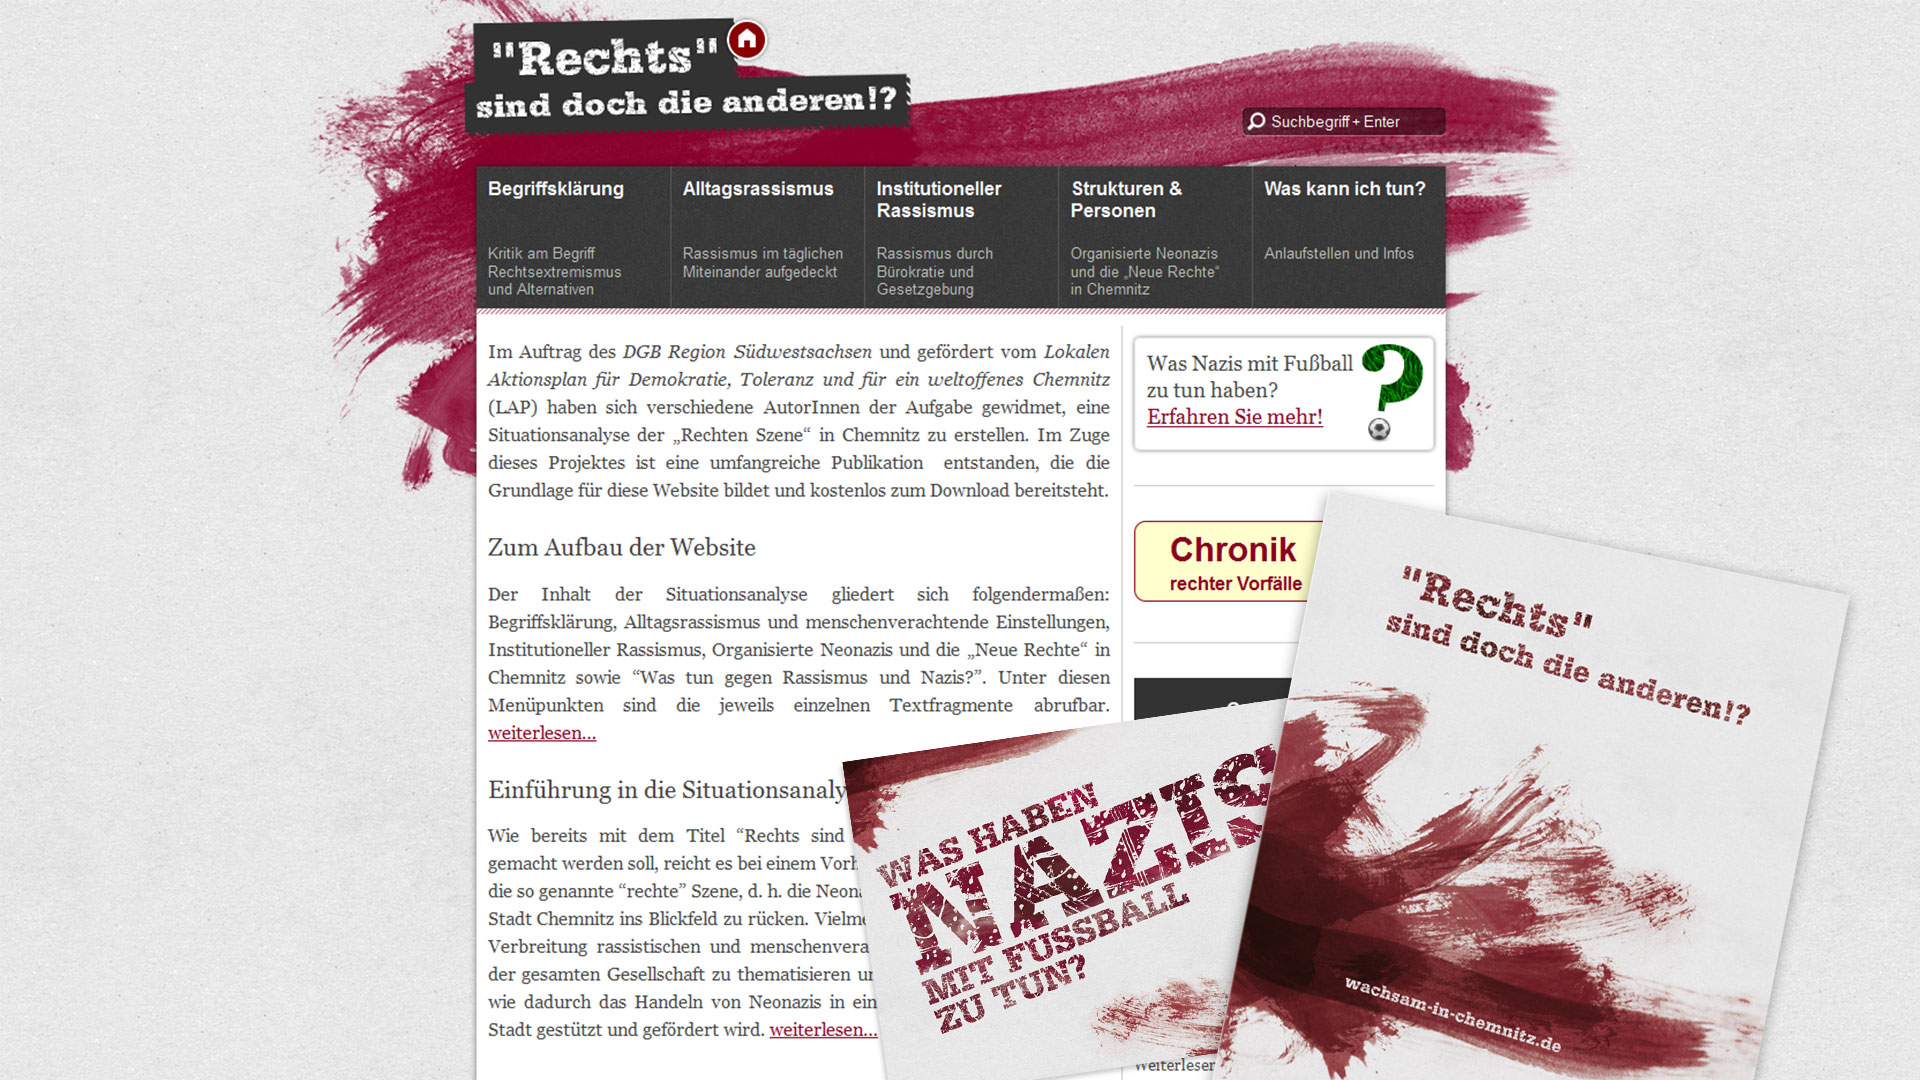 "Rechts"
sind doch die anderen!?
Suchbegriff + Enter
Begriffsklärung
Kritik am Begriff
Rechtsextremismus
und Alternativen
Alltagsrassismus
Rassismus im täglichen
Miteinander aufgedeckt
Institutioneller
Rassismus
Rassismus durch
Bürokratie und
Gesetzgebung
Strukturen &
Personen
Organisierte Neonazis
und die „Neue Rechte“
in Chemnitz
Was kann ich tun?
Anlaufstellen und Infos
Im Auftrag des DGB Region Südwestsachsen und gefördert vom Lokalen
Aktionsplan für Demokratie, Toleranz und für ein weltoffenes Chemnitz
(LAP) haben sich verschiedene AutorInnen der Aufgabe gewidmet, eine
Situationsanalyse der „Rechten Szene“ in Chemnitz zu erstellen. Im Zuge
dieses Projektes ist eine umfangreiche Publikation entstanden, die die
Grundlage für diese Website bildet und kostenlos zum Download bereitsteht.
Zum Aufbau der Website
Der Inhalt der Situationsanalyse gliedert sich folgendermaßen:
Begriffsklärung, Alltagsrassismus und menschenverachtende Einstellungen,
Institutioneller Rassismus, Organisierte Neonazis und die „Neue Rechte“ in
Chemnitz sowie “Was tun gegen Rassismus und Nazis?”. Unter diesen
Menüpunkten sind die jeweils einzelnen Textfragmente abrufbar.
weiterlesen...
Einführung in die Situationsanaly
Wie bereits mit dem Titel “Rechts sind
gemacht werden soll, reicht es bei einem Vorh
die so genannte “rechte” Szene, d. h. die Neona
Stadt Chemnitz ins Blickfeld zu rücken. Vielme
Verbreitung rassistischen und menschenvera
der gesamten Gesellschaft zu thematisieren un
wie dadurch das Handeln von Neonazis in ein
Stadt gestützt und gefördert wird. weiterlesen...
Was Nazis mit Fußball
zu tun haben?
Erfahren Sie mehr!
?
Chronik
rechter Vorfälle
Weiterlesen
WAS HABEN
NAZIS
MIT FUSSBALL
ZU TUN?
"Rechts"
sind doch die anderen!?
wachsam-in-chemnitz.de